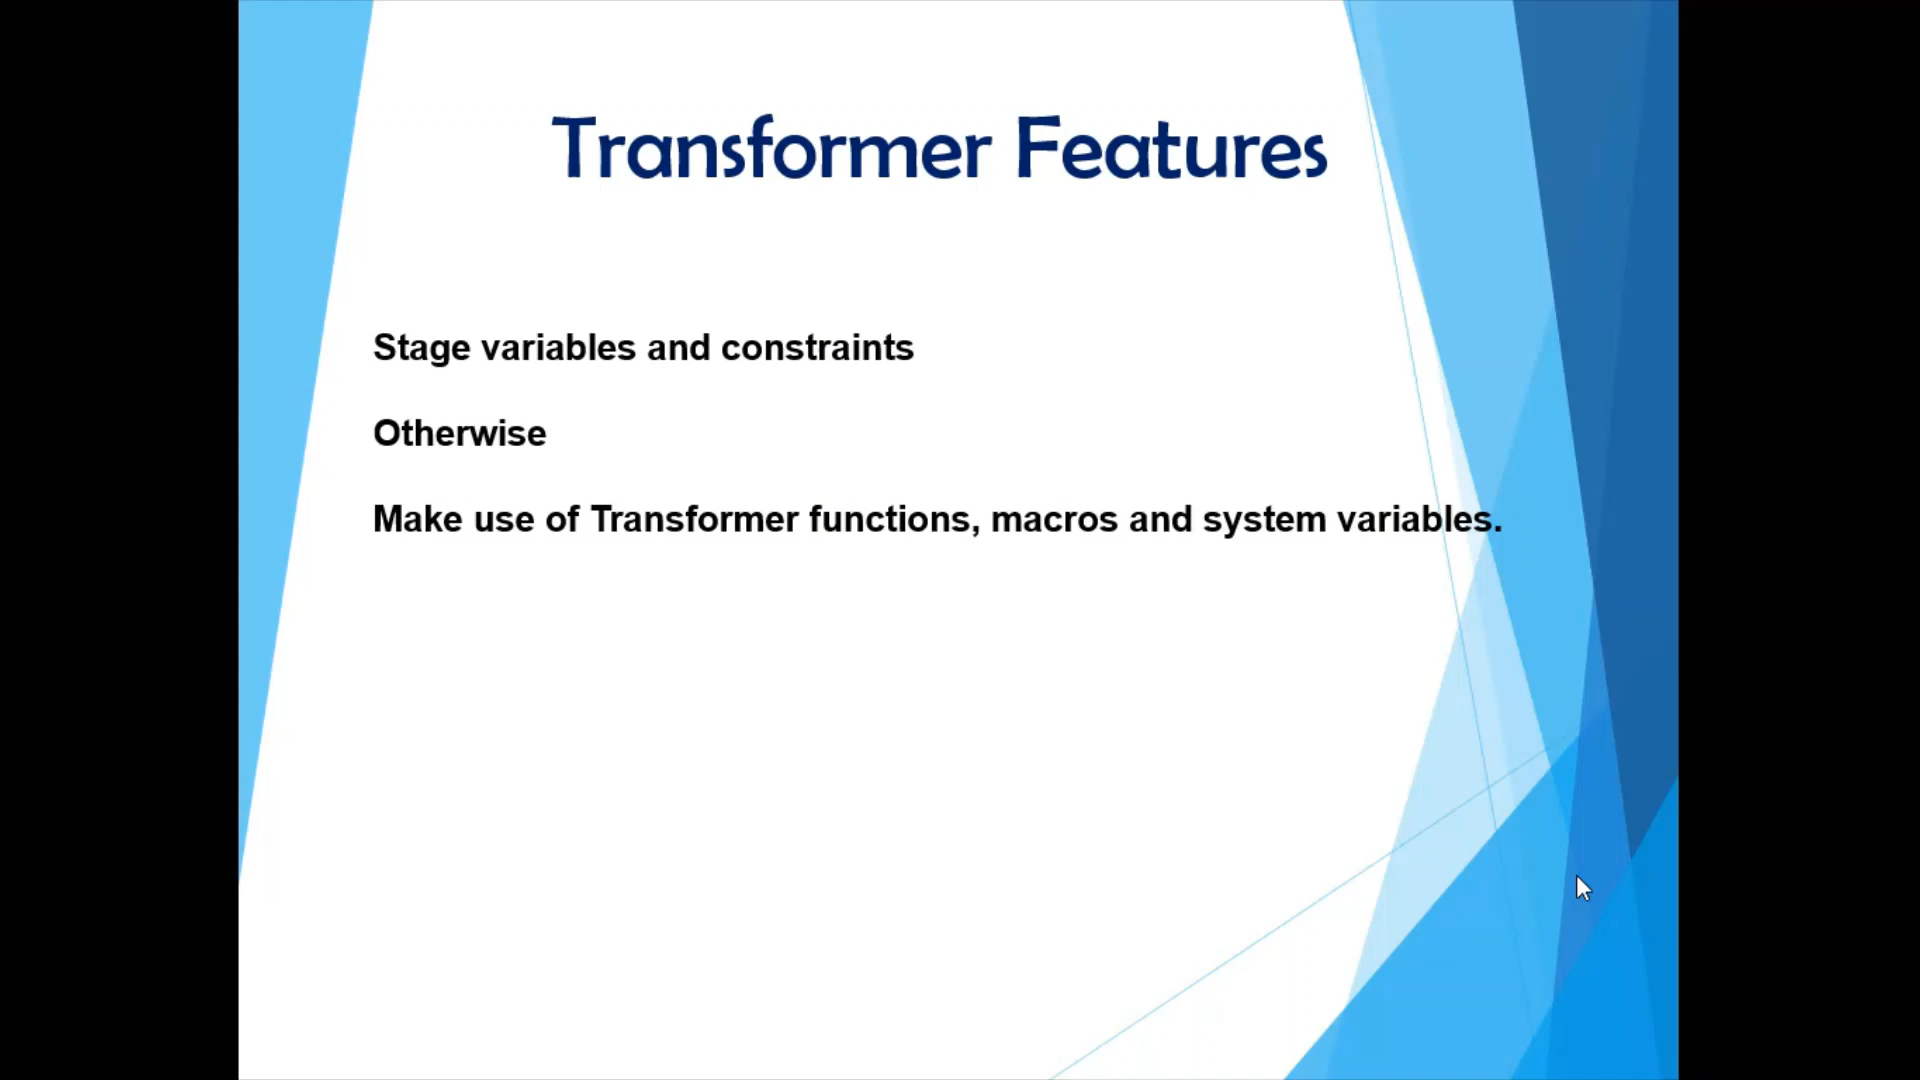 Transformer Features
Stage variables and constraints
Otherwise
Make use of Transformer functions, macros and system variables.